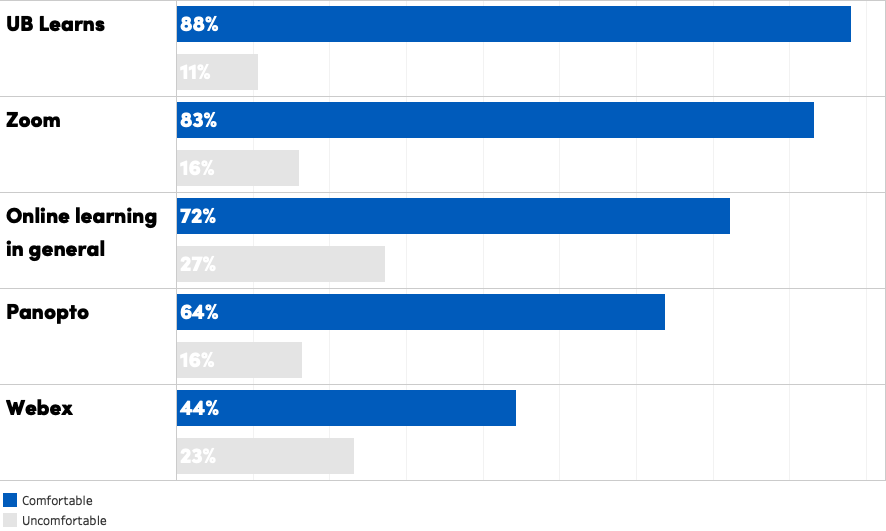 UB Learns
88%
11%
Zoom
83%
16%
Online learning
in general
72%
27%
Panopto
64%
16%
Webex
44%
23%
Comfortable
Uncomfortable